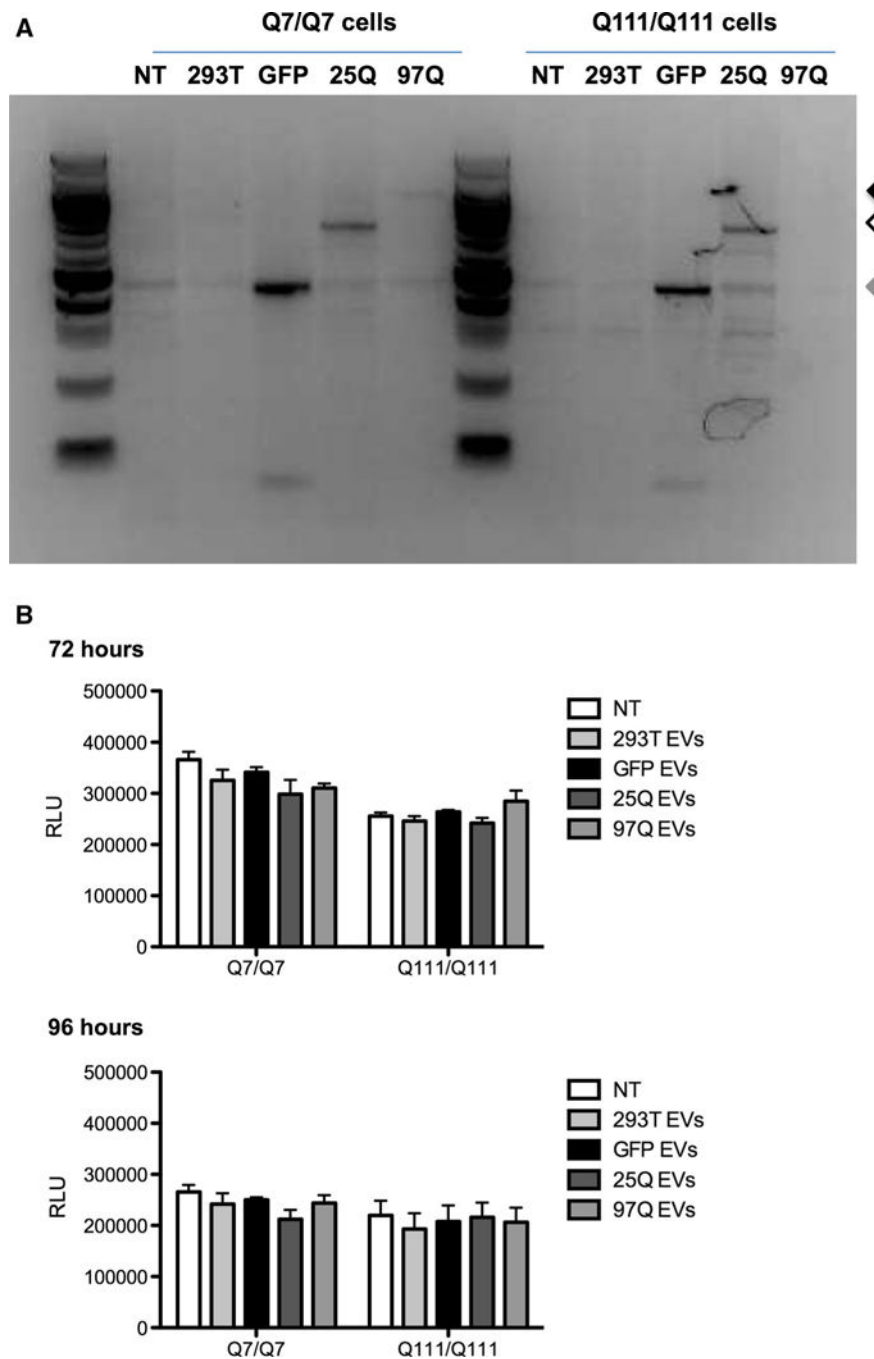 A
Q7/Q7 cells
Q111/Q111 cells
NT 293T GFP 25Q 97Q
NT 293T GFP 25Q 97Q
B
72 hours
500000
400000
300000
200000
100000
0
RLU
Q7/Q7
Q111/Q111
NT
293T EVs
GFP EVs
25Q EVs
97Q EVs
96 hours
500000
400000
300000
200000
100000
0
RLU
Q7/Q7
Q111/Q111
NT
293T EVs
GFP EVs
25Q EVs
97Q EVs